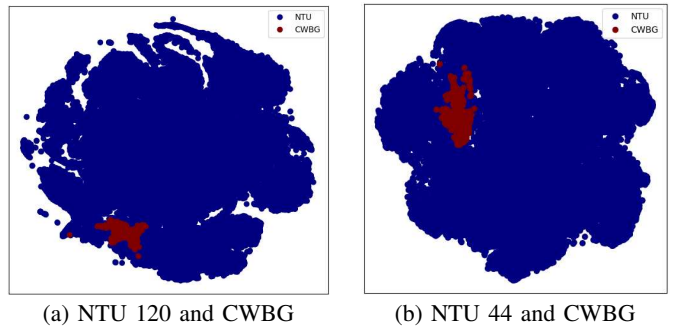 NTU
CWBG
NTU
CWBG
(a) NTU 120 and CWBG
(b) NTU 44 and CWBG